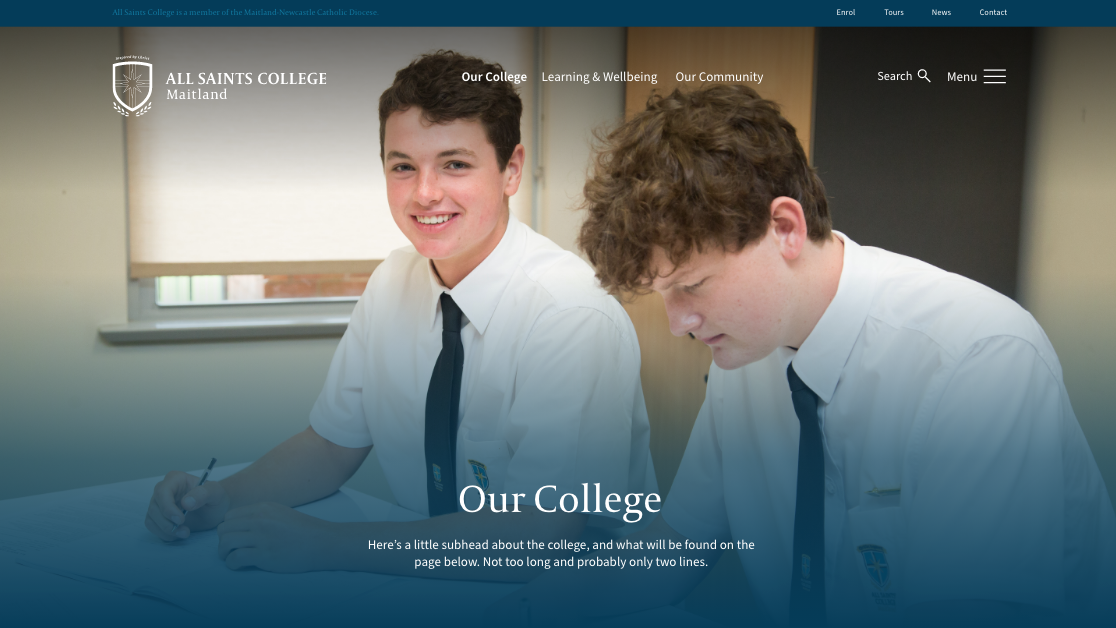 All Saints College is a member of the Maitland-Newcastle Catholic Diocese.
Enrol Tours News Contact
Inspired by Christ
ALL SAINTS COLLEGE
Maitland
Our College Learning & Wellbeing Our Community
Search Menu
Our College
Here's a little subhead about the college, and what will be found on the
page below. Not too long and probably only two lines.